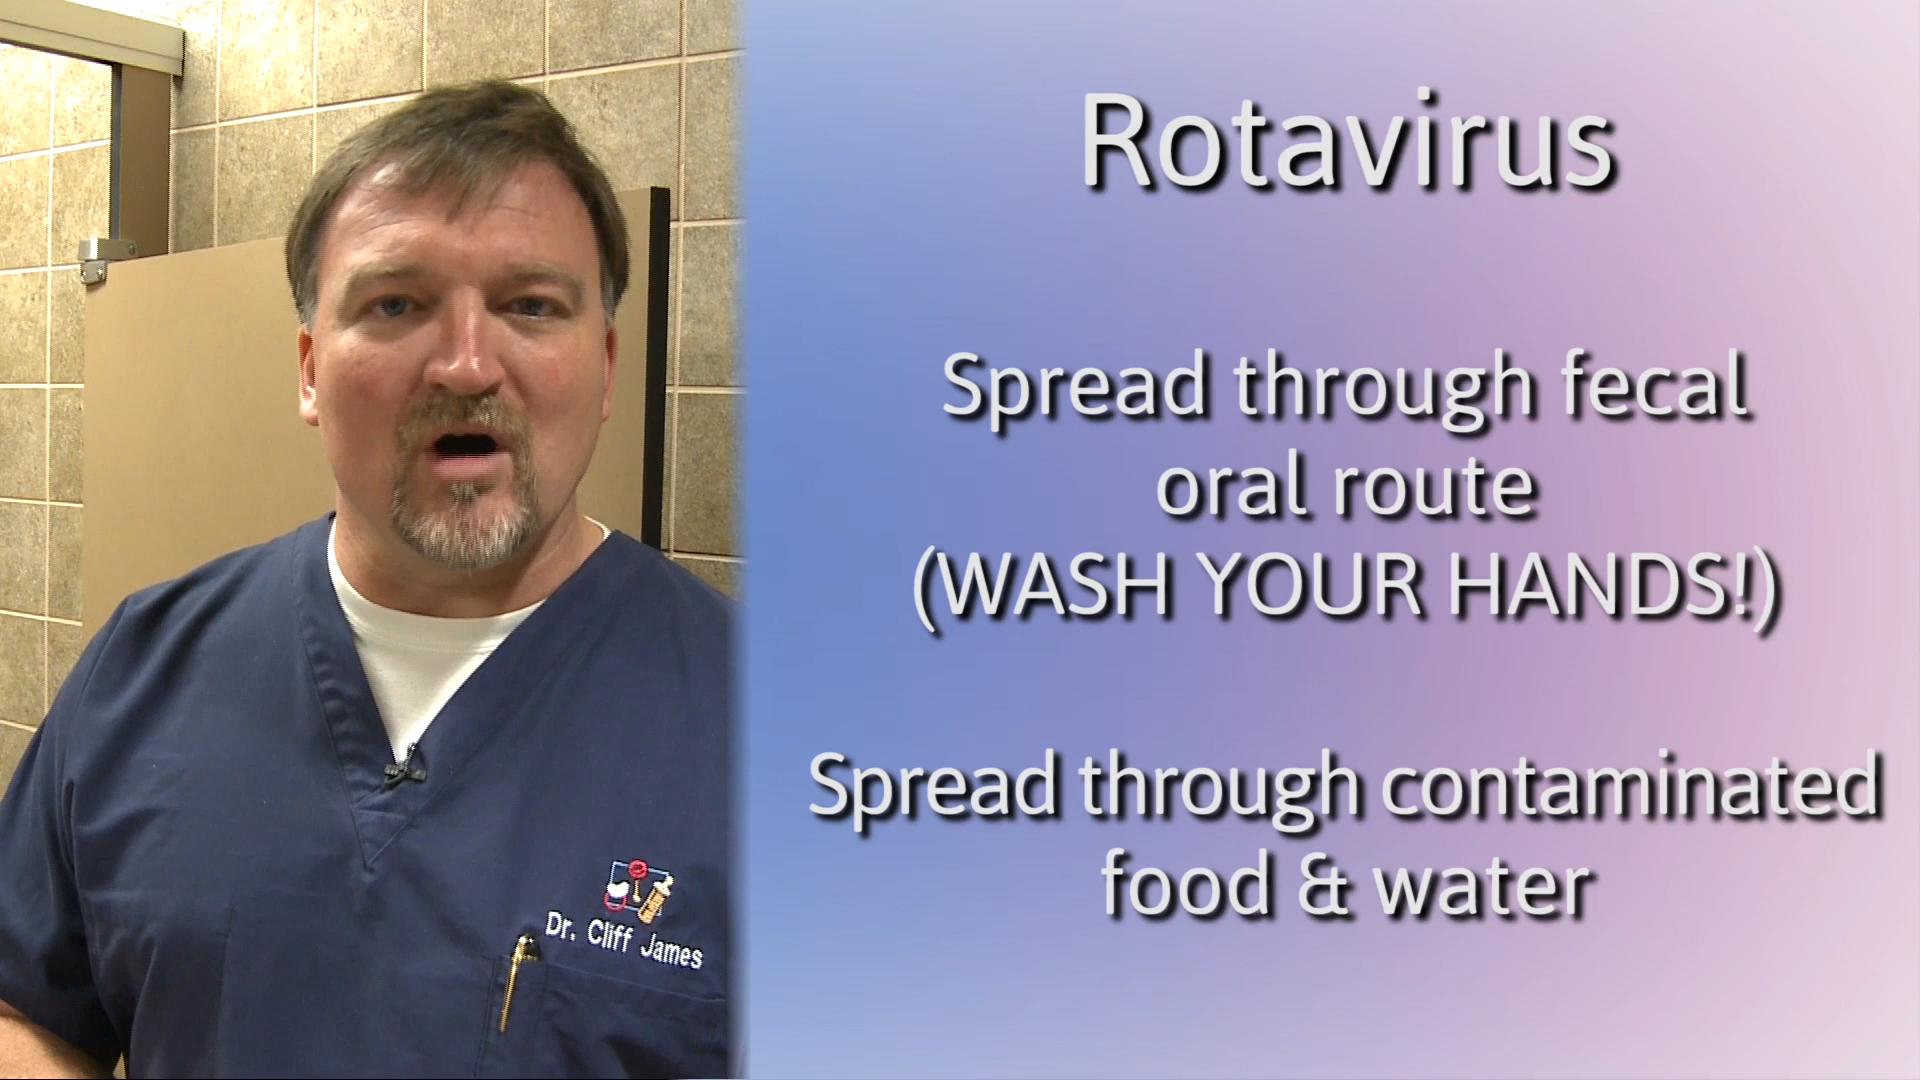 Rotavirus
Spread through fecal
oral route
(WASH YOUR HANDS!)
Spread through contaminated
food & water
Dr. Cliff James